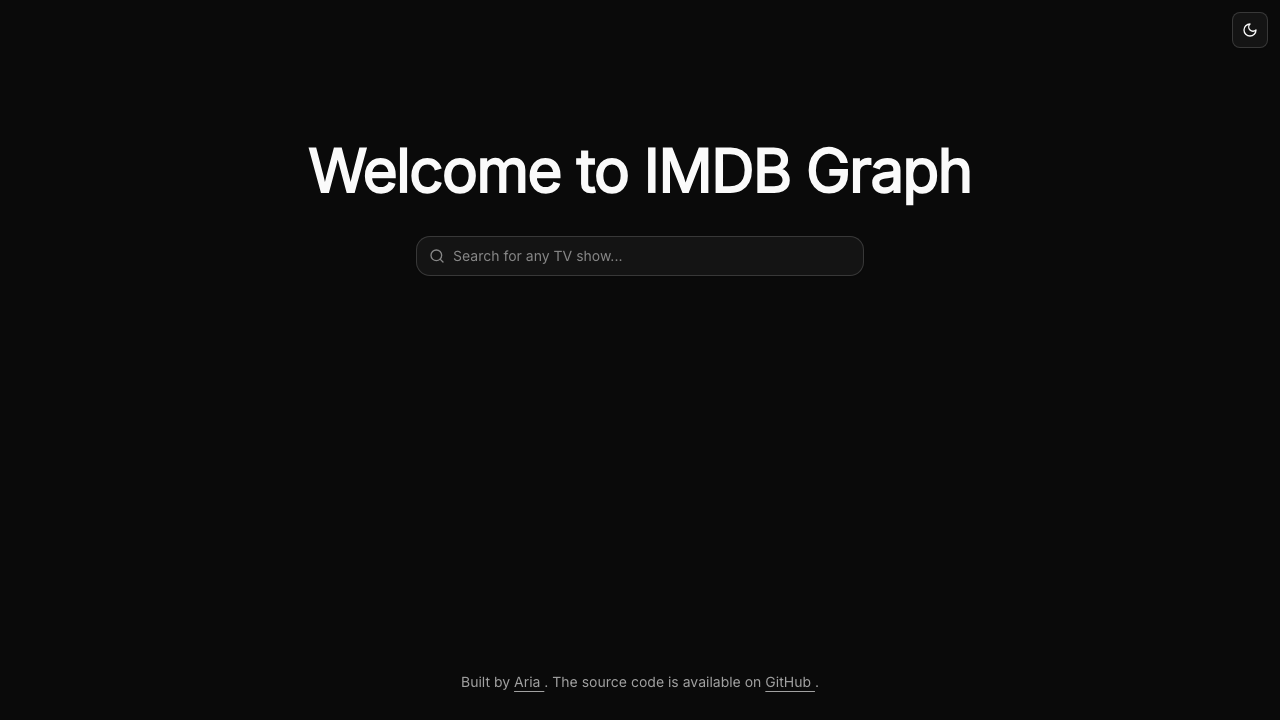 Welcome to IMDB Graph
Search for any TV show...
Built by Aria . The source code is available on GitHub .